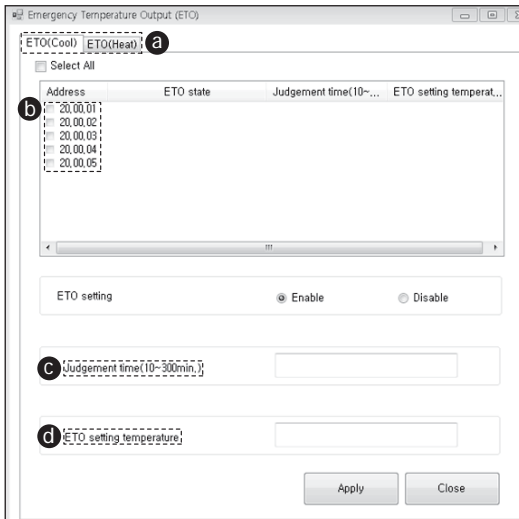 Emergency Temperature Output (ETO)
ETO(Cool) ETO(Heat) a
Select All
Address ETO state Judgement time(10~... ETO setting temperat...
b
20,00,01
20,00,02
20,00,03
20,00,04
20,00,05
ETO setting Enable Disable
c Judgement time(10~300min,)
d ETO setting temperature
Apply Close